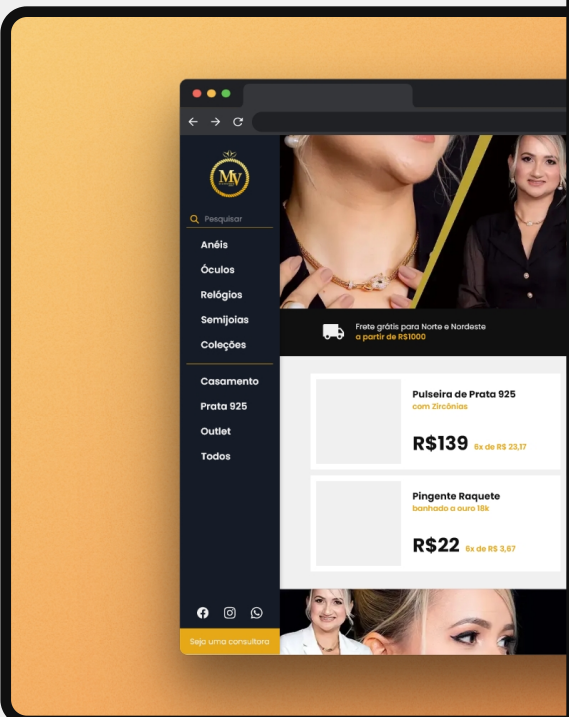 MV
Pesquisar
Anéis
Óculos
Relógios
Semijoias
Coleções
Casamento
Prata 925
Outlet
Todos
Seja uma consultora
Frete grátis para Norte e Nordeste
a partir de R$1000
Pulseira de Prata 925
com Zircônias
R$139 6x de R$ 23,17
Pingente Raquete
banhado a ouro 18k
R$22 6x de R$ 3,67